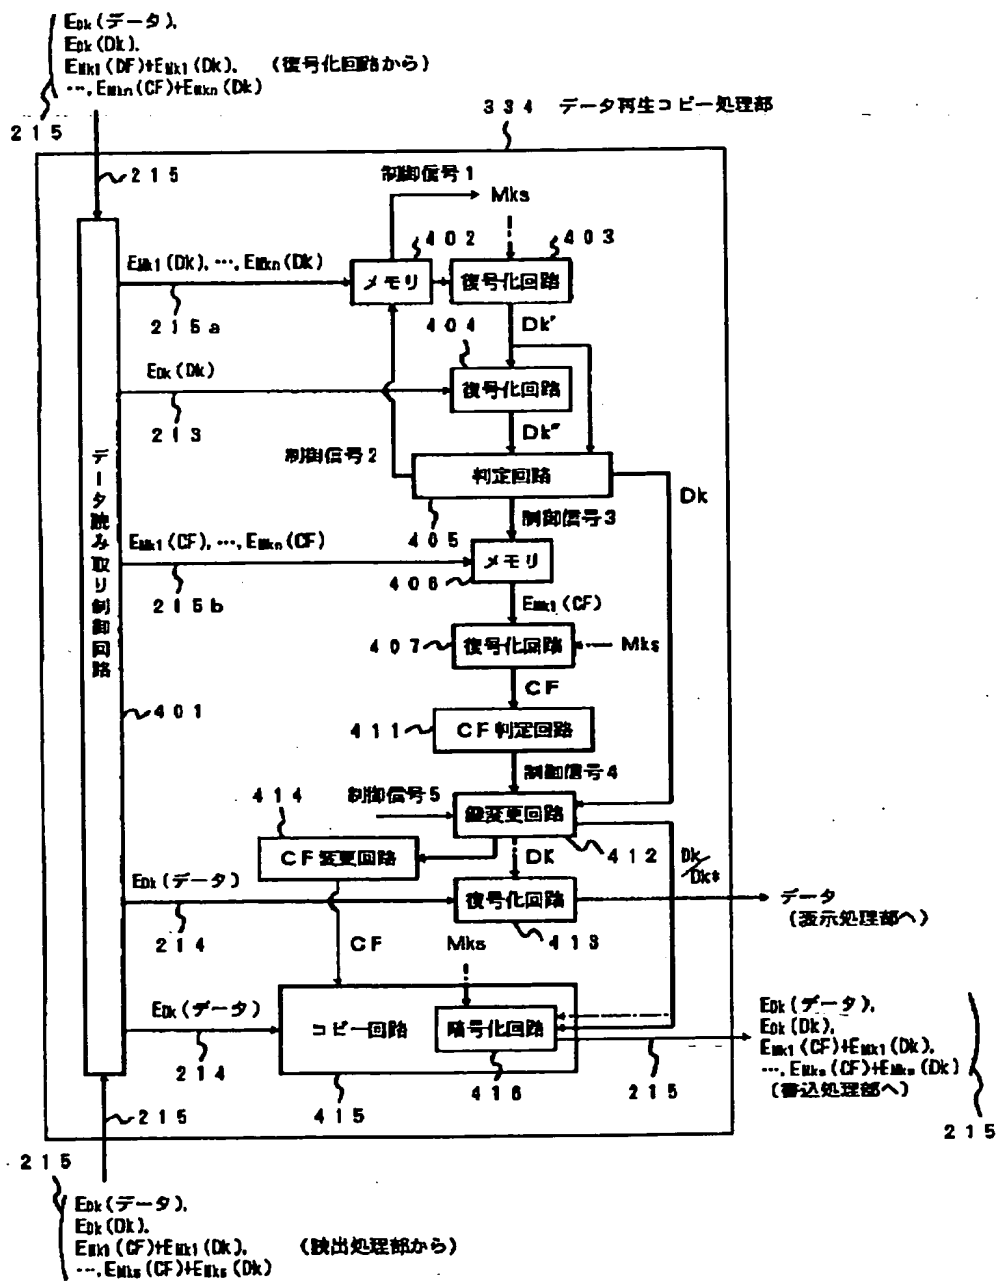 EDk(データ).
EDk(Dk).
EMk1(DF)+EMk1(Dk). (復号化回路から)
…. EMkn(CF)+EMkn(Dk)
215
334 データ再生コピー処理部
215
制御信号1
Mks
402
403
EMk1(Dk). …. EMkn(Dk)
メモリ
復号化回路
215a
404
Dk'
EDk(Dk)
復号化回路
213
Dk"
制御信号2
判定回路
Dk
405
制御信号3
EMk1(CF). …. EMkn(CF)
メモリ
406
215b
EMk1(CF)
407
復号化回路
Mks
CF
データ読み取り制御回路
401
411
CF判定回路
制御信号4
414
制御信号5
鍵変更回路
CF変更回路
DK
412
Dk/Dk*
EDk(データ)
復号化回路
データ
(表示処理部へ)
214
CF
Mks
413
EDk(データ)
コピー回路
暗号化回路
214
415
416
215
EDk(データ).
EDk(Dk).
EMk1(CF)+EMk1(Dk).
…. EMks(CF)+EMks(Dk)
(書込処理部へ)
215
215
215
EDk(データ).
EDk(Dk).
EMk1(CF)+EMk1(Dk). (読出処理部から)
…. EMks(CF)+EMks(Dk)